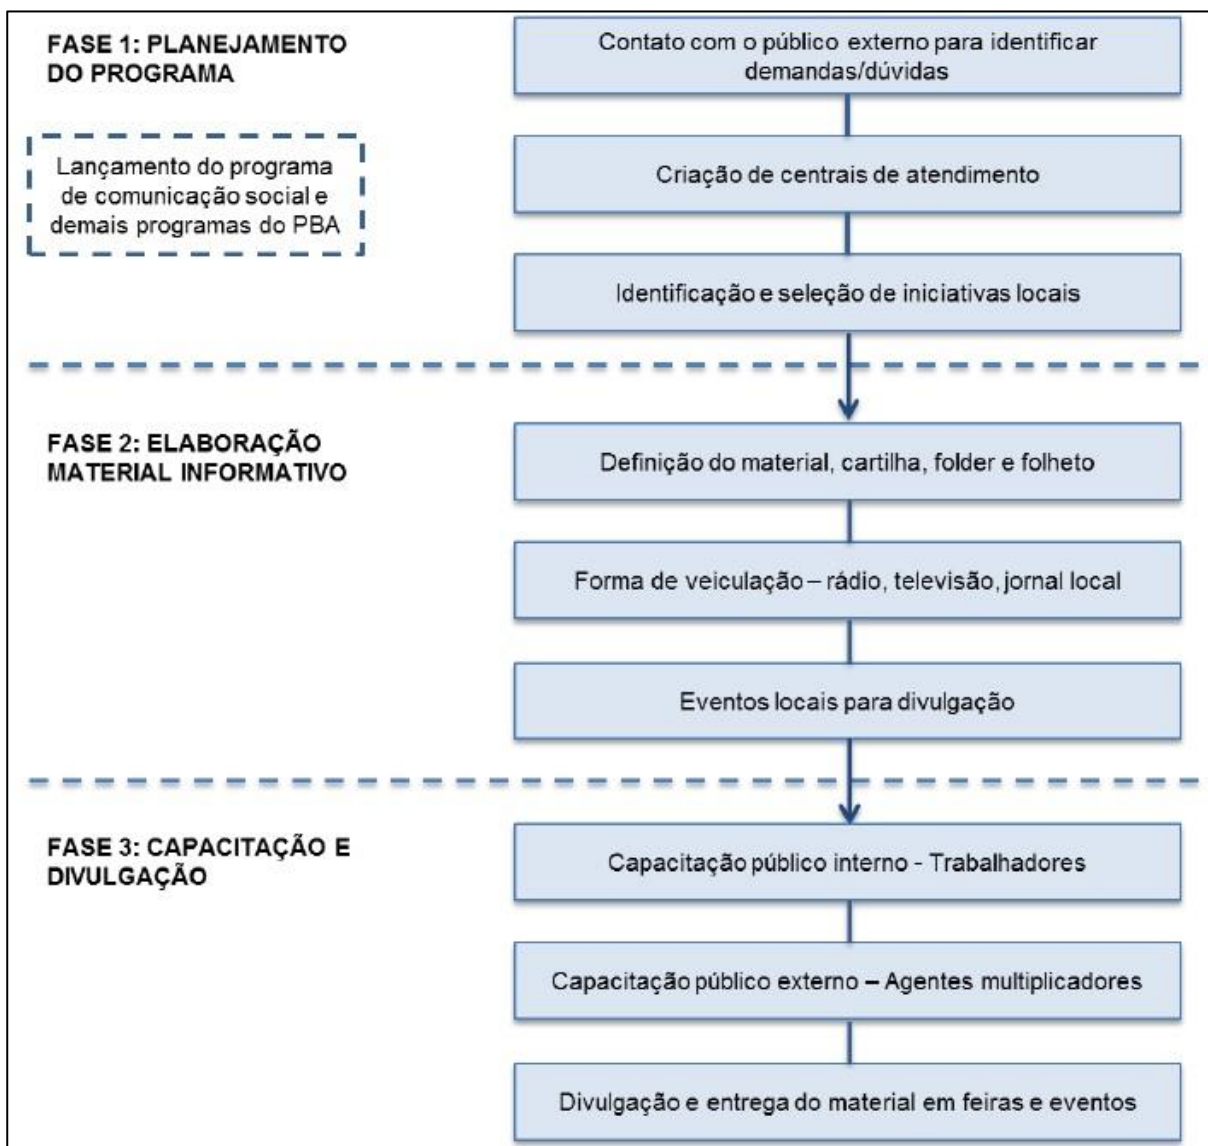 FASE 1: PLANEJAMENTO
DO PROGRAMA
Lançamento do programa
de comunicação social e
demais programas do PBA
Contato com o público externo para identificar
demandas/dúvidas
Criação de centrais de atendimento
Identificação e seleção de iniciativas locais
FASE 2: ELABORAÇÃO
MATERIAL INFORMATIVO
Definição do material, cartilha, folder e folheto
Forma de veiculação – rádio, televisão, jornal local
Eventos locais para divulgação
FASE 3: CAPACITAÇÃO E
DIVULGAÇÃO
Capacitação público interno - Trabalhadores
Capacitação público externo – Agentes multiplicadores
Divulgação e entrega do material em feiras e eventos